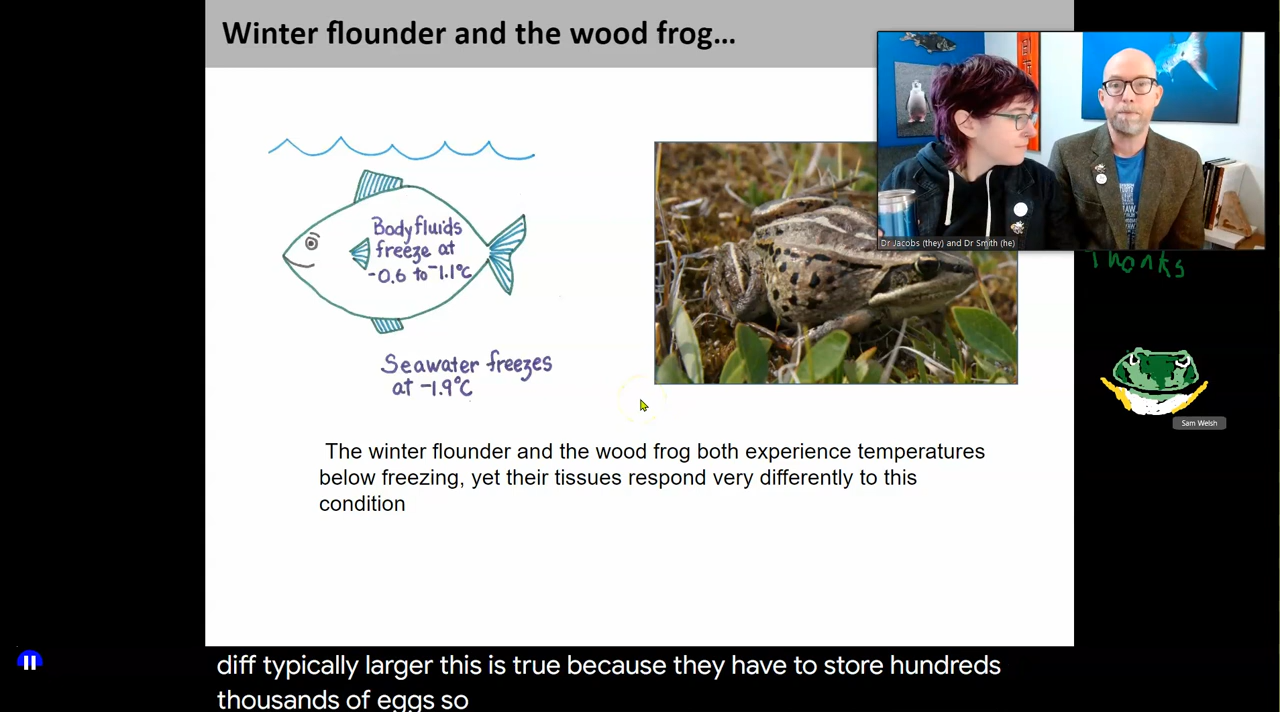 Winter flounder and the wood frog...
Body fluids
freeze at
-0.6 to -1.1°C
Seawater freezes
at -1.9°C
Dr Jacobs (they) and Dr Smith (he)
Thanks
Sam Welsh
The winter flounder and the wood frog both experience temperatures
below freezing, yet their tissues respond very differently to this
condition
diff typically larger this is true because they have to store hundreds
thousands of eggs so